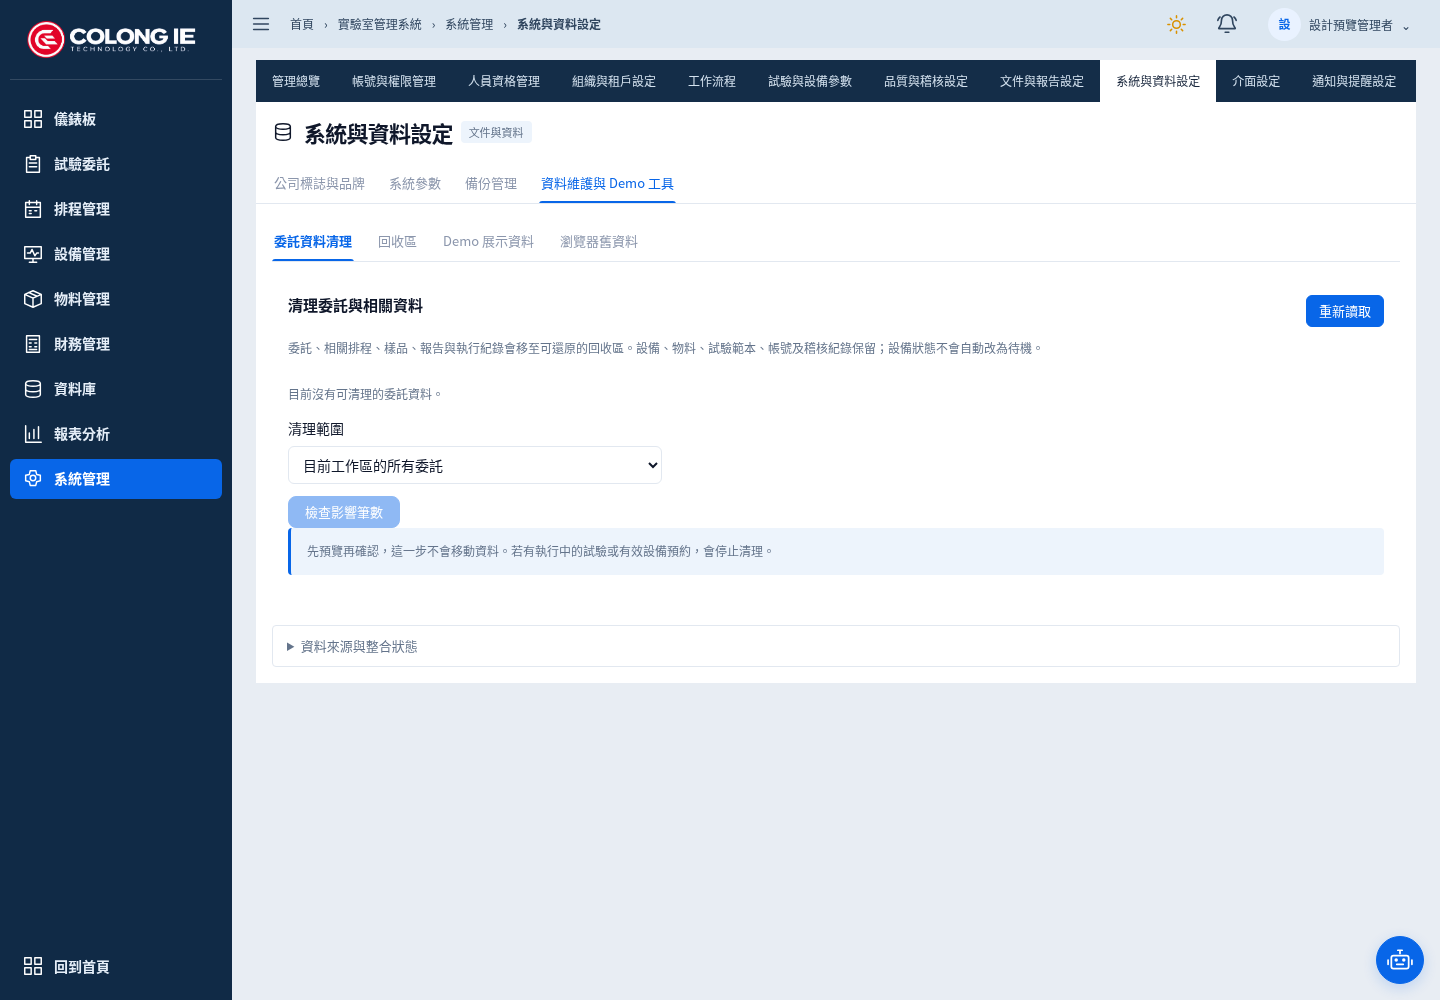 COLONG IE
TECHNOLOGY CO., LTD.
儀錶板
試驗委託
排程管理
設備管理
物料管理
財務管理
資料庫
報表分析
系統管理
回到首頁
首頁 › 實驗室管理系統 › 系統管理 › 系統與資料設定
設 設計預覽管理者
管理總覽 帳號與權限管理 人員資格管理 組織與租戶設定 工作流程 試驗與設備參數 品質與稽核設定 文件與報告設定 系統與資料設定 介面設定 通知與提醒設定
系統與資料設定 文件與資料
公司標誌與品牌 系統參數 備份管理 資料維護與 Demo 工具
委託資料清理 回收區 Demo 展示資料 瀏覽器舊資料
清理委託與相關資料
重新讀取
委託、相關排程、樣品、報告與執行紀錄會移至可還原的回收區。設備、物料、試驗範本、帳號及稽核紀錄保留；設備狀態不會自動改為待機。
目前沒有可清理的委託資料。
清理範圍
目前工作區的所有委託
檢查影響筆數
先預覽再確認，這一步不會移動資料。若有執行中的試驗或有效設備預約，會停止清理。
▶ 資料來源與整合狀態